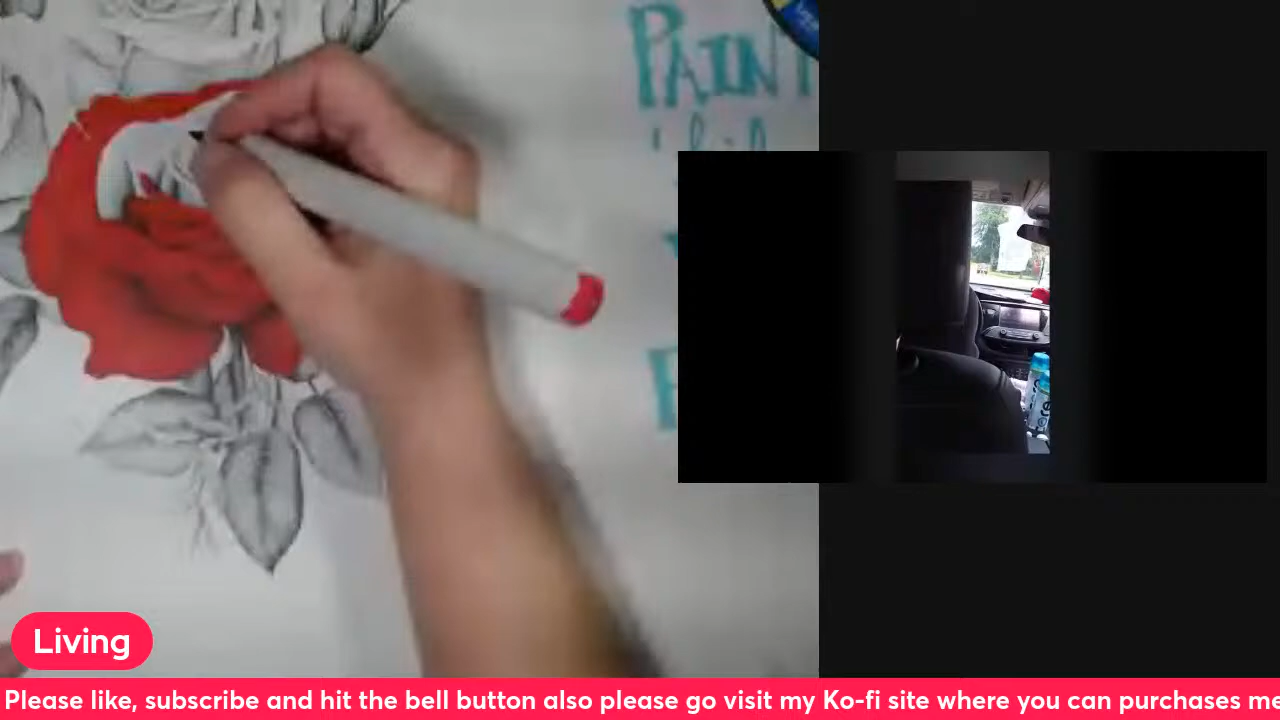 PAINT
Living
Please like, subscribe and hit the bell button also please go visit my Ko-fi site where you can purchases me